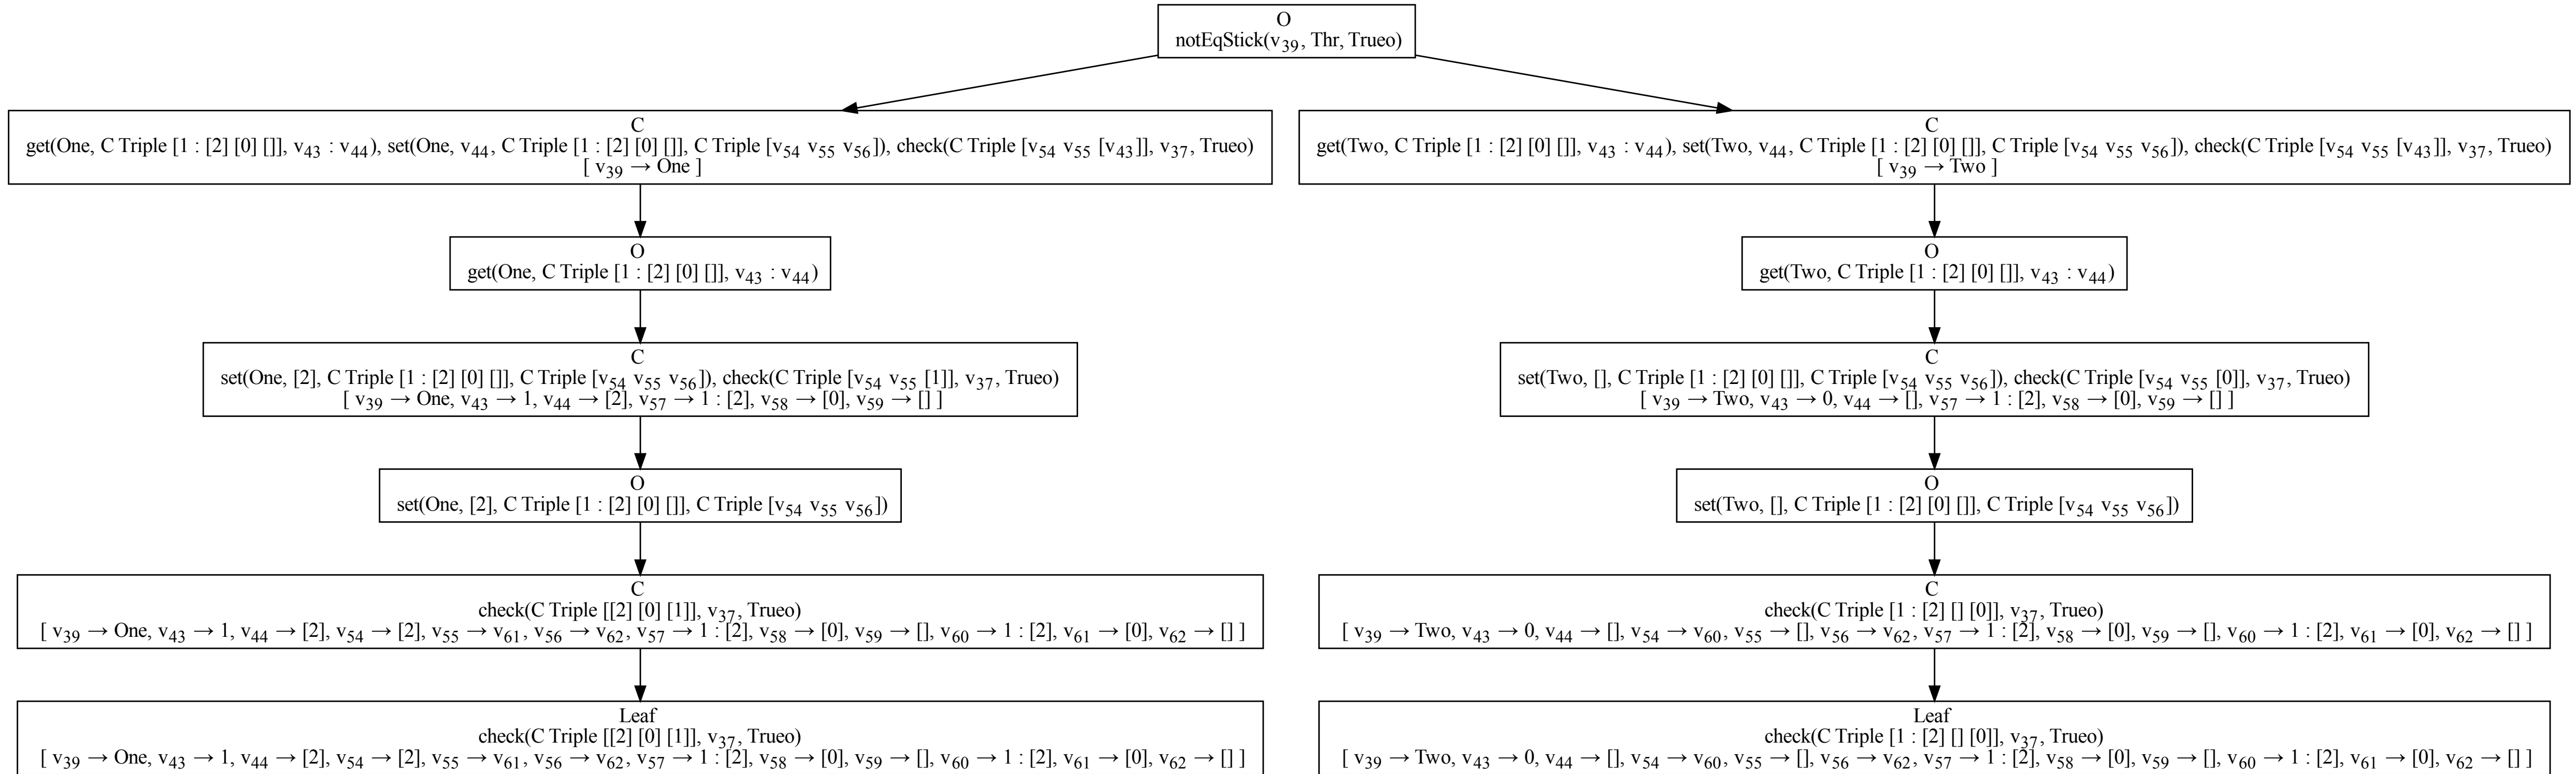 O
notEqStick(v39, Thr, Trueo)
C
get(One, C Triple [1 : [2] [0] []], v43 : v44), set(One, v44, C Triple [1 : [2] [0] []], C Triple [v54 v55 v56]), check(C Triple [v54 v55 [v43]], v37, Trueo)
[ v39 → One ]
C
get(Two, C Triple [1 : [2] [0] []], v43 : v44), set(Two, v44, C Triple [1 : [2] [0] []], C Triple [v54 v55 v56]), check(C Triple [v54 v55 [v43]], v37, Trueo)
[ v39 → Two ]
O
get(One, C Triple [1 : [2] [0] []], v43 : v44)
O
get(Two, C Triple [1 : [2] [0] []], v43 : v44)
C
set(One, [2], C Triple [1 : [2] [0] []], C Triple [v54 v55 v56]), check(C Triple [v54 v55 [1]], v37, Trueo)
[ v39 → One, v43 → 1, v44 → [2], v57 → 1 : [2], v58 → [0], v59 → [] ]
C
set(Two, [], C Triple [1 : [2] [0] []], C Triple [v54 v55 v56]), check(C Triple [v54 v55 [0]], v37, Trueo)
[ v39 → Two, v43 → 0, v44 → [], v57 → 1 : [2], v58 → [0], v59 → [] ]
O
set(One, [2], C Triple [1 : [2] [0] []], C Triple [v54 v55 v56])
O
set(Two, [], C Triple [1 : [2] [0] []], C Triple [v54 v55 v56])
C
check(C Triple [[2] [0] [1]], v37, Trueo)
[ v39 → One, v43 → 1, v44 → [2], v54 → [2], v55 → v61, v56 → v62, v57 → 1 : [2], v58 → [0], v59 → [], v60 → 1 : [2], v61 → [0], v62 → [] ]
C
check(C Triple [1 : [2] [] [0]], v37, Trueo)
[ v39 → Two, v43 → 0, v44 → [], v54 → v60, v55 → [], v56 → v62, v57 → 1 : [2], v58 → [0], v59 → [], v60 → 1 : [2], v61 → [0], v62 → [] ]
Leaf
check(C Triple [[2] [0] [1]], v37, Trueo)
[ v39 → One, v43 → 1, v44 → [2], v54 → [2], v55 → v61, v56 → v62, v57 → 1 : [2], v58 → [0], v59 → [], v60 → 1 : [2], v61 → [0], v62 → [] ]
Leaf
check(C Triple [1 : [2] [] [0]], v37, Trueo)
[ v39 → Two, v43 → 0, v44 → [], v54 → v60, v55 → [], v56 → v62, v57 → 1 : [2], v58 → [0], v59 → [], v60 → 1 : [2], v61 → [0], v62 → [] ]